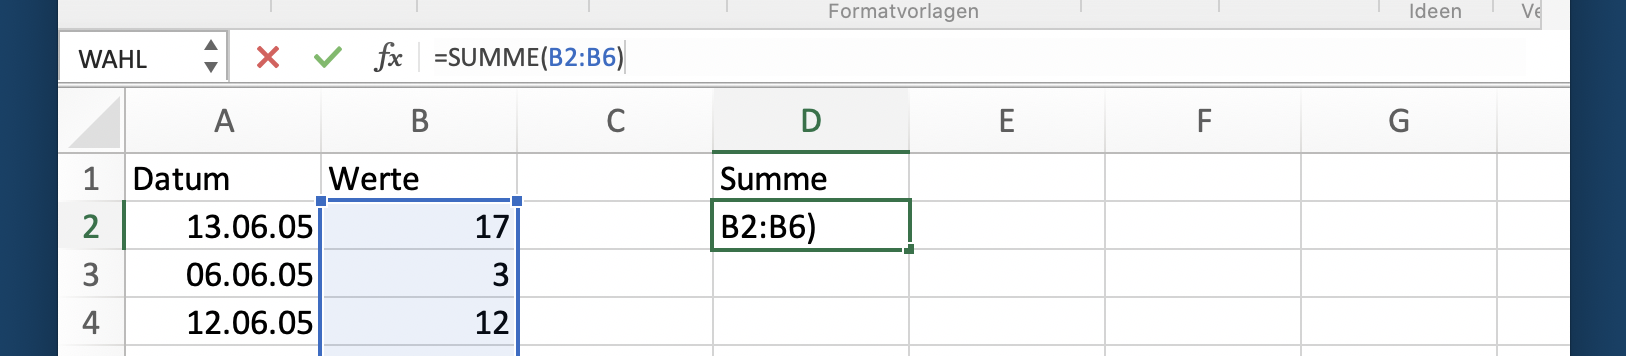 Formatvorlagen Ideen Ve
WAHL fx =SUMME(B2:B6)
A B C D E F G
1 Datum Werte Summe
2 13.06.05 17 B2:B6)
3 06.06.05 3
4 12.06.05 12